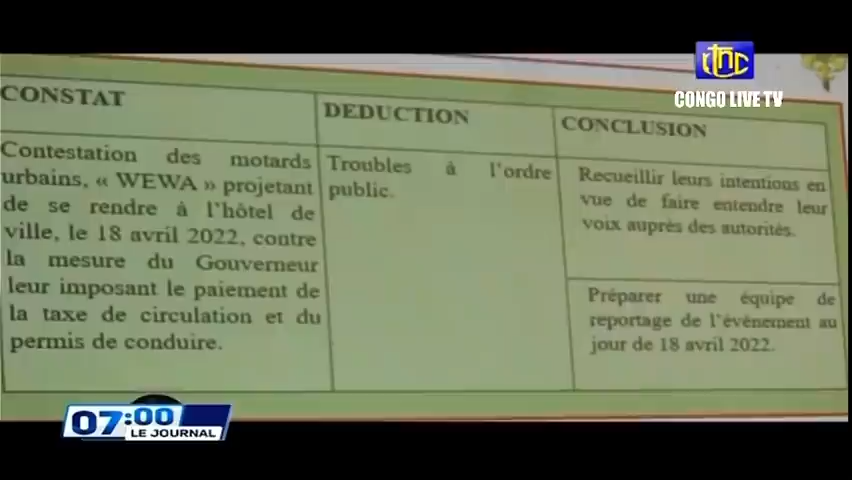 CONGO LIVE TV
CONSTAT
DEDUCTION
CONCLUSION
Contestation des motards
urbains, « WEWA » projetant
de se rendre à l'hôtel de
ville, le 18 avril 2022, contre
la mesure du Gouverneur
leur imposant le paiement de
la taxe de circulation et du
permis de conduire.
Troubles à l'ordre
public.
Recueillir leurs intentions en
vue de faire entendre leur
voix auprès des autorités.
Préparer une équipe de
reportage de l'événement au
jour de 18 avril 2022.
07:00
LE JOURNAL